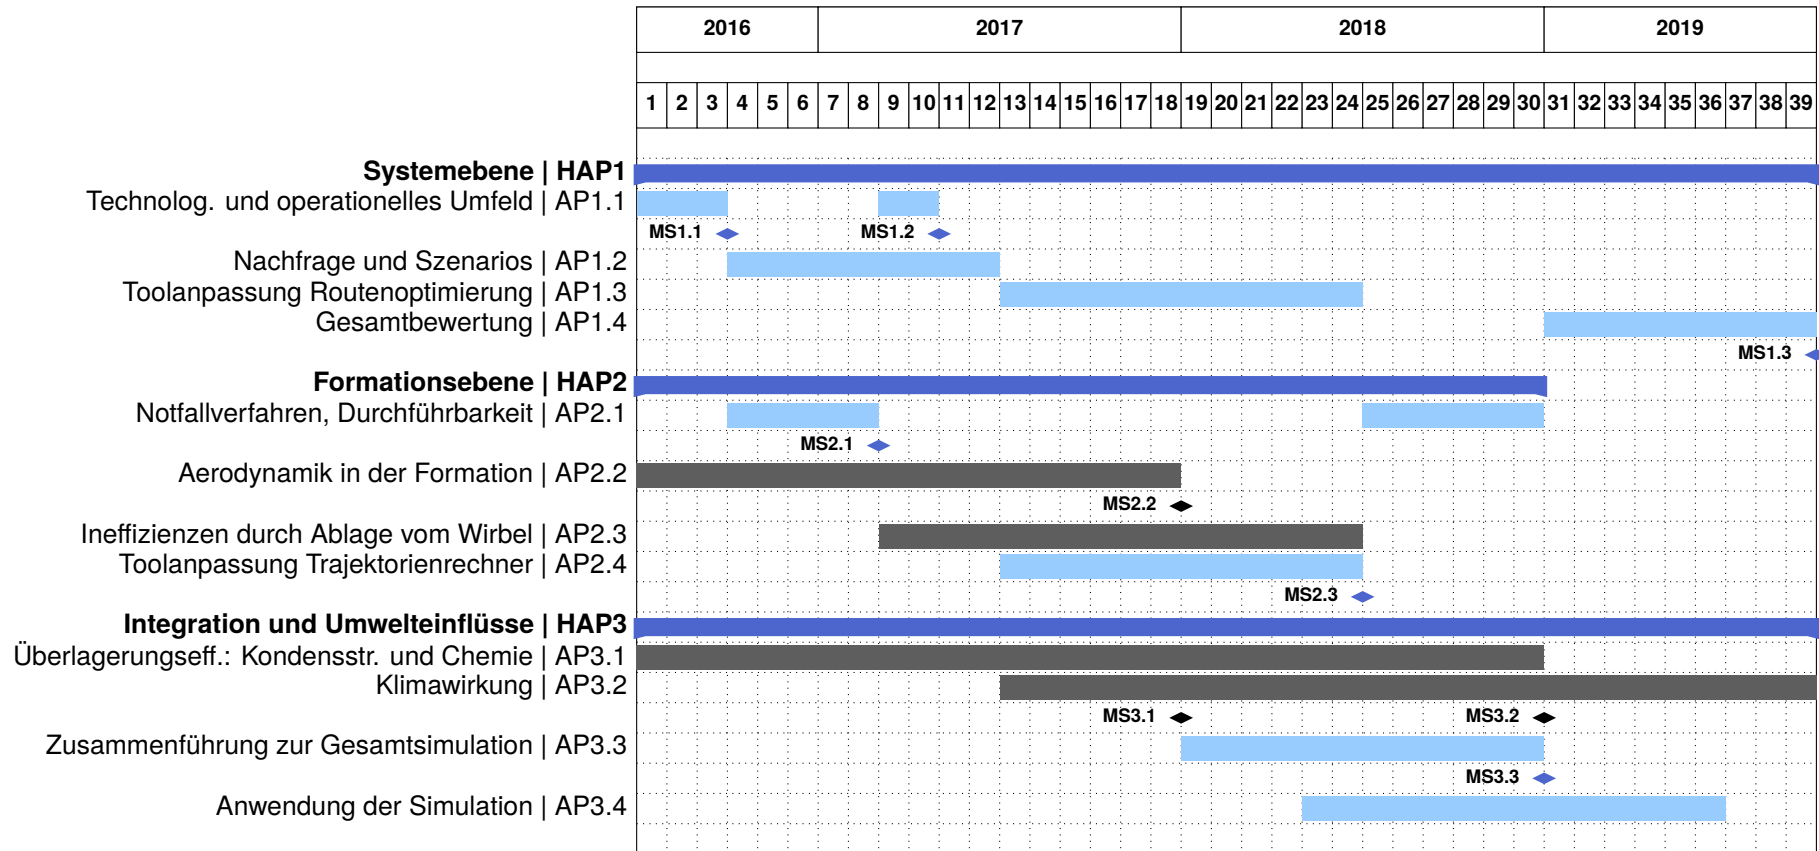 2016 2017 2018 2019
1 2 3 4 5 6 7 8 9 10 11 12 13 14 15 16 17 18 19 20 21 22 23 24 25 26 27 28 29 30 31 32 33 34 35 36 37 38 39
Systemebene | HAP1
Technolog. und operationelles Umfeld | AP1.1
MS1.1 MS1.2
Nachfrage und Szenarios | AP1.2
Toolanpassung Routenoptimierung | AP1.3
Gesamtbewertung | AP1.4
MS1.3
Formationsebene | HAP2
Notfallverfahren, Durchführbarkeit | AP2.1
MS2.1
Aerodynamik in der Formation | AP2.2
MS2.2
Ineffizienzen durch Ablage vom Wirbel | AP2.3
Toolanpassung Trajektorienrechner | AP2.4
MS2.3
Integration und Umwelteinflüsse | HAP3
Überlagerungseff.: Kondensstr. und Chemie | AP3.1
Klimawirkung | AP3.2
MS3.1 MS3.2
Zusammenführung zur Gesamtsimulation | AP3.3
MS3.3
Anwendung der Simulation | AP3.4